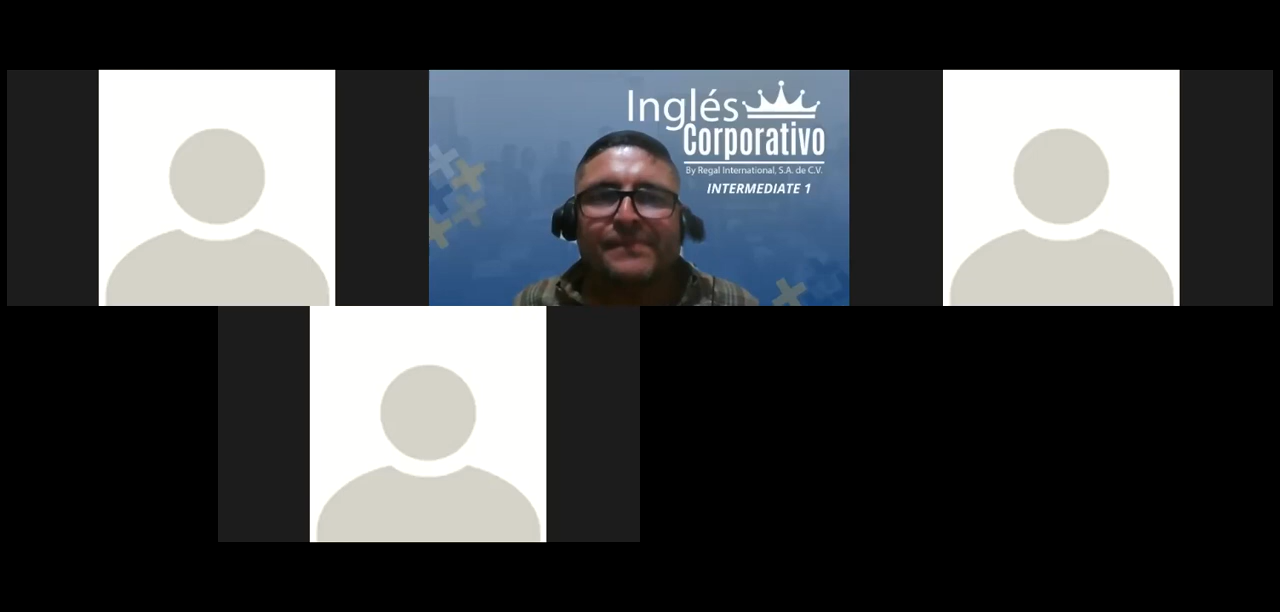 Inglés
Corporativo
By Regal International, S.A. de C.V.
INTERMEDIATE 1